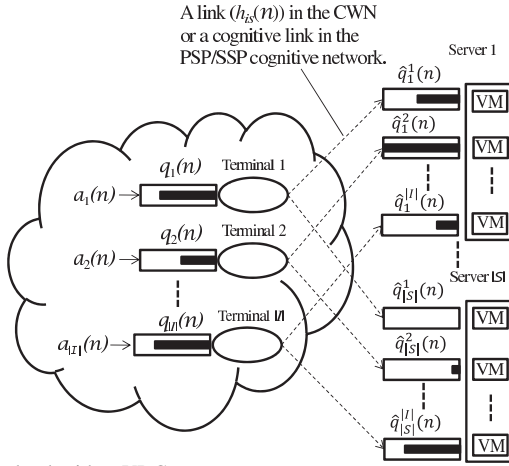 A link (h_is(n)) in the CWN
or a cognitive link in the
PSP/SSP cognitive network.
Server 1
q̂_1^1(n)
VM
q̂_1^2(n)
VM
q̂_1^|I|(n)
VM
q_1(n)
Terminal 1
a_1(n)
q_2(n)
Terminal 2
a_2(n)
q_|I|(n)
Terminal |I|
a_|I|(n)
Server |S|
q̂_|S|^1(n)
VM
q̂_|S|^2(n)
VM
q̂_|S|^|I|(n)
VM